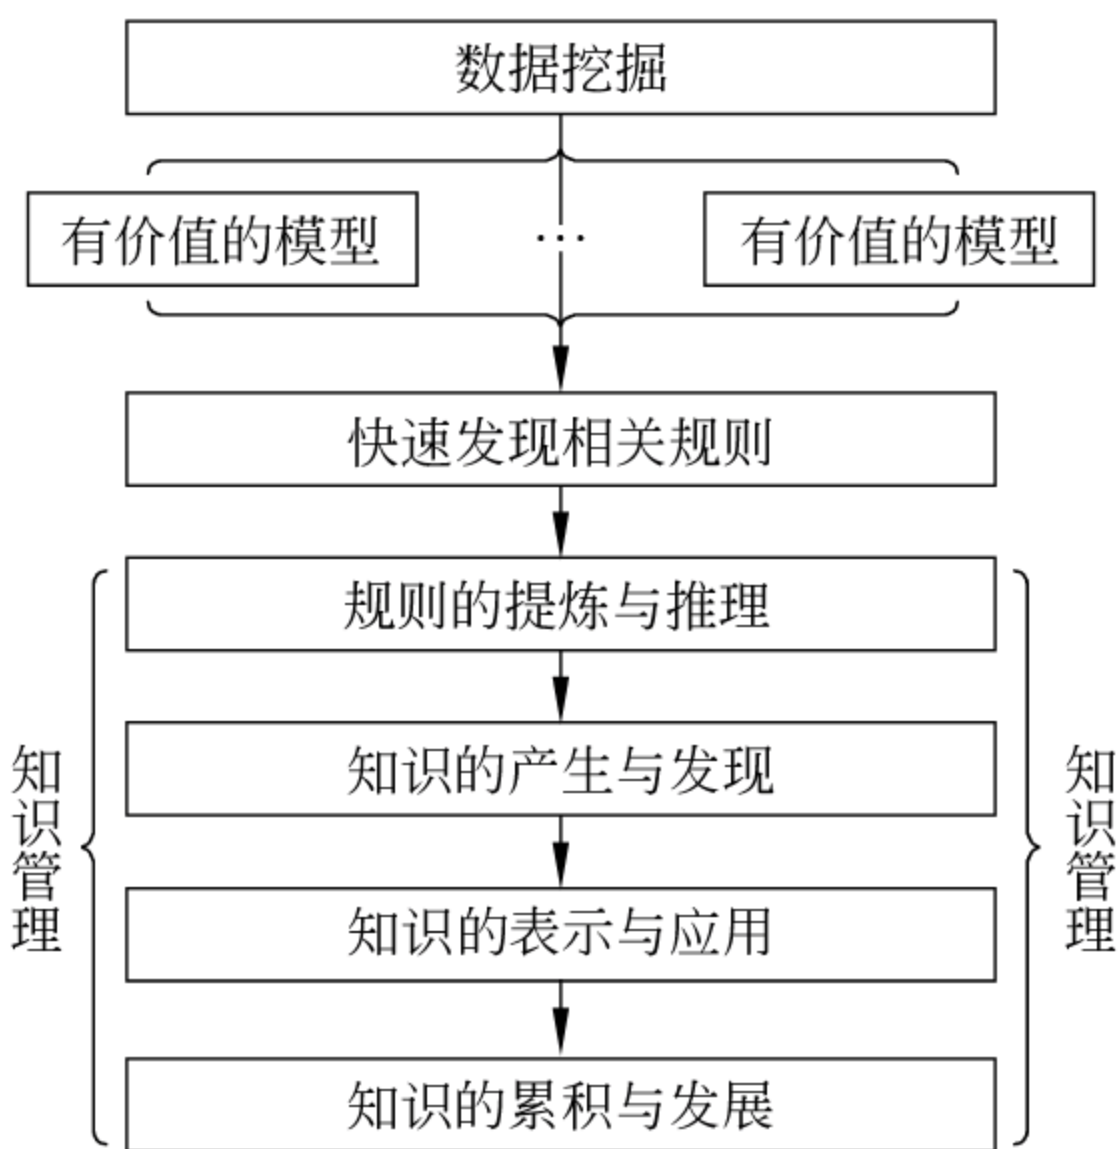 数据挖掘
有价值的模型
…
有价值的模型
快速发现相关规则
规则的提炼与推理
知识的产生与发现
知识管理
知识管理
知识的表示与应用
知识的累积与发展